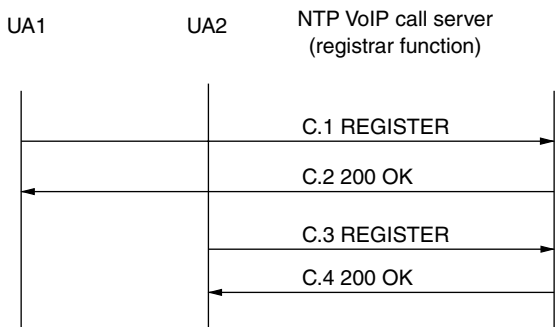 UA1
UA2
NTP VoIP call server
(registrar function)
C.1 REGISTER
C.2 200 OK
C.3 REGISTER
C.4 200 OK